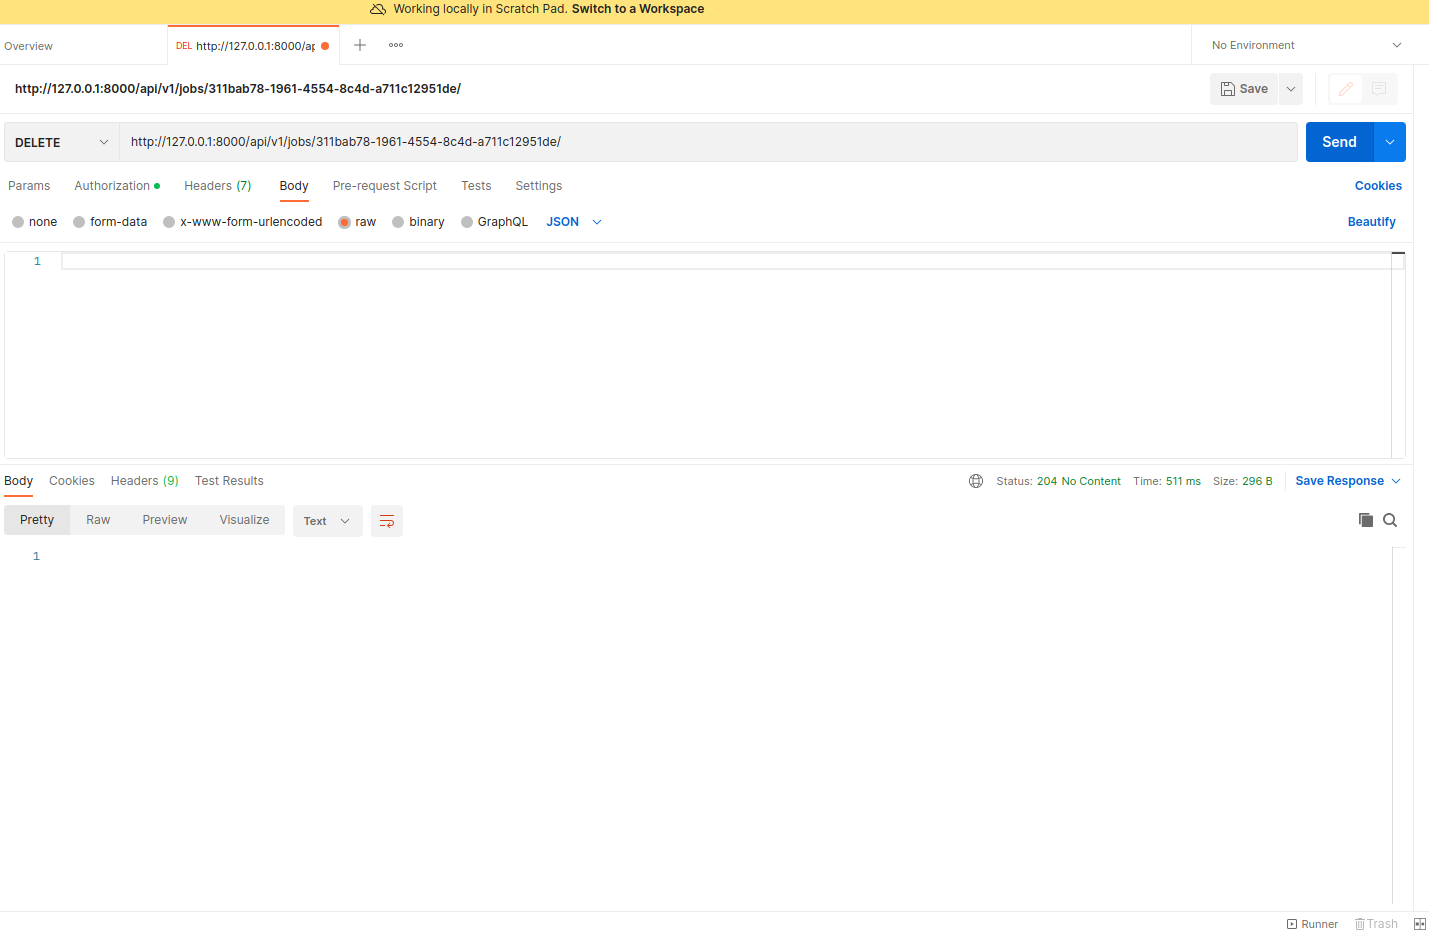 Working locally in Scratch Pad. Switch to a Workspace
Overview
DEL http://127.0.0.1:8000/ap
No Environment
http://127.0.0.1:8000/api/v1/jobs/311bab78-1961-4554-8c4d-a711c12951de/
Save
DELETE http://127.0.0.1:8000/api/v1/jobs/311bab78-1961-4554-8c4d-a711c12951de/ Send
Params Authorization Headers (7) Body Pre-request Script Tests Settings Cookies
none form-data x-www-form-urlencoded raw binary GraphQL JSON Beautify
1
Body Cookies Headers (9) Test Results Status: 204 No Content Time: 511 ms Size: 296 B Save Response
Pretty Raw Preview Visualize Text
1
Runner Trash